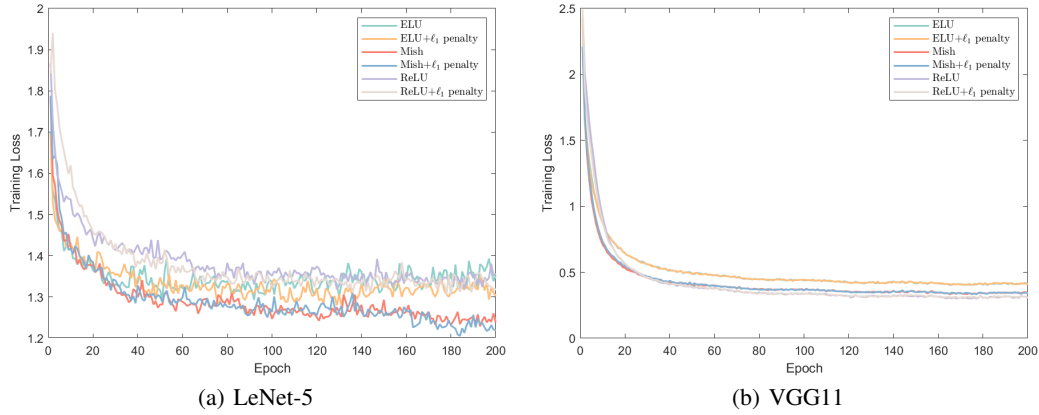 2
1.9
1.8
1.7
1.6
1.5
1.4
1.3
1.2
Training Loss
0 20 40 60 80 100 120 140 160 180 200
Epoch
ELU
ELU+ℓ₁ penalty
Mish
Mish+ℓ₁ penalty
ReLU
ReLU+ℓ₁ penalty
(a) LeNet-5
2.5
2
1.5
1
0.5
0
Training Loss
0 20 40 60 80 100 120 140 160 180 200
Epoch
ELU
ELU+ℓ₁ penalty
Mish
Mish+ℓ₁ penalty
ReLU
ReLU+ℓ₁ penalty
(b) VGG11